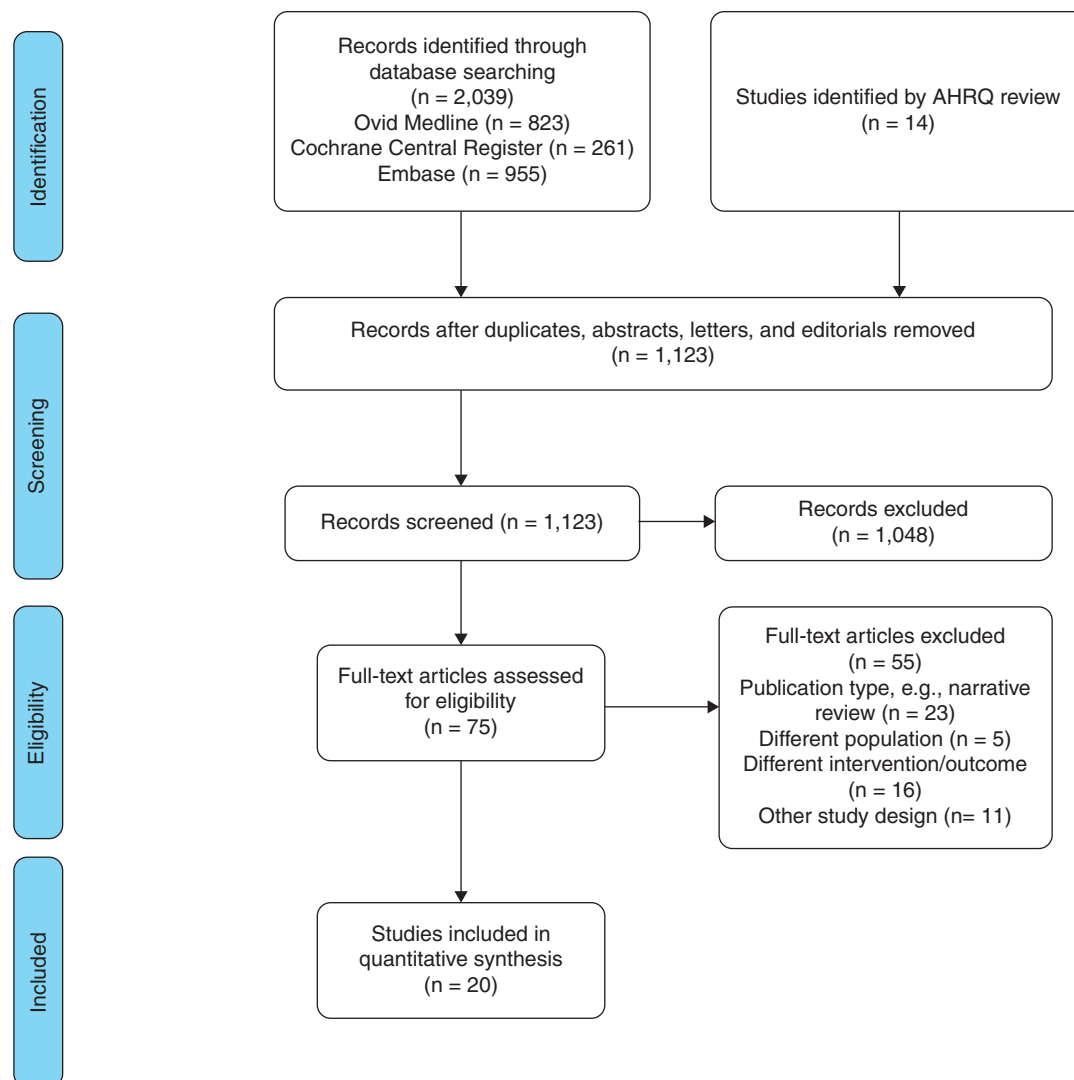 Identification
Records identified through
database searching
(n = 2,039)
Ovid Medline (n = 823)
Cochrane Central Register (n = 261)
Embase (n = 955)
Studies identified by AHRQ review
(n = 14)
Screening
Records after duplicates, abstracts, letters, and editorials removed
(n = 1,123)
Records screened (n = 1,123)
Records excluded
(n = 1,048)
Eligibility
Full-text articles assessed
for eligibility
(n = 75)
Full-text articles excluded
(n = 55)
Publication type, e.g., narrative
review (n = 23)
Different population (n = 5)
Different intervention/outcome
(n = 16)
Other study design (n= 11)
Included
Studies included in
quantitative synthesis
(n = 20)